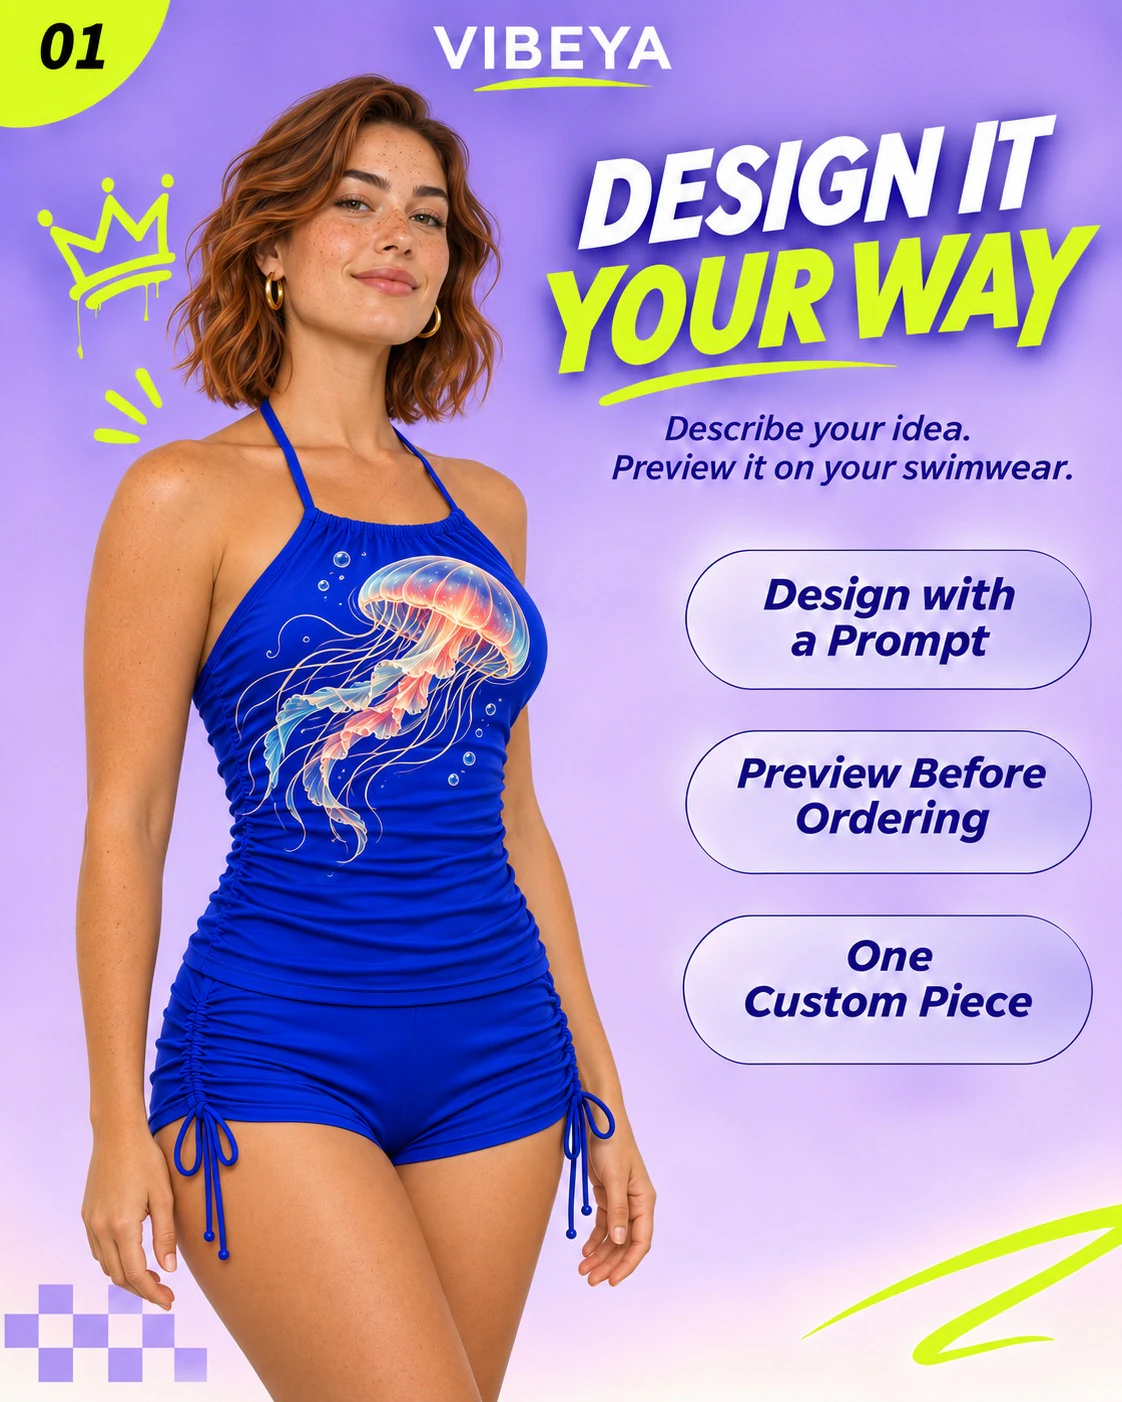 01
VIBEYA
DESIGN IT
YOUR WAY
Describe your idea.
Preview it on your swimwear.
Design with
a Prompt
Preview Before
Ordering
One
Custom Piece